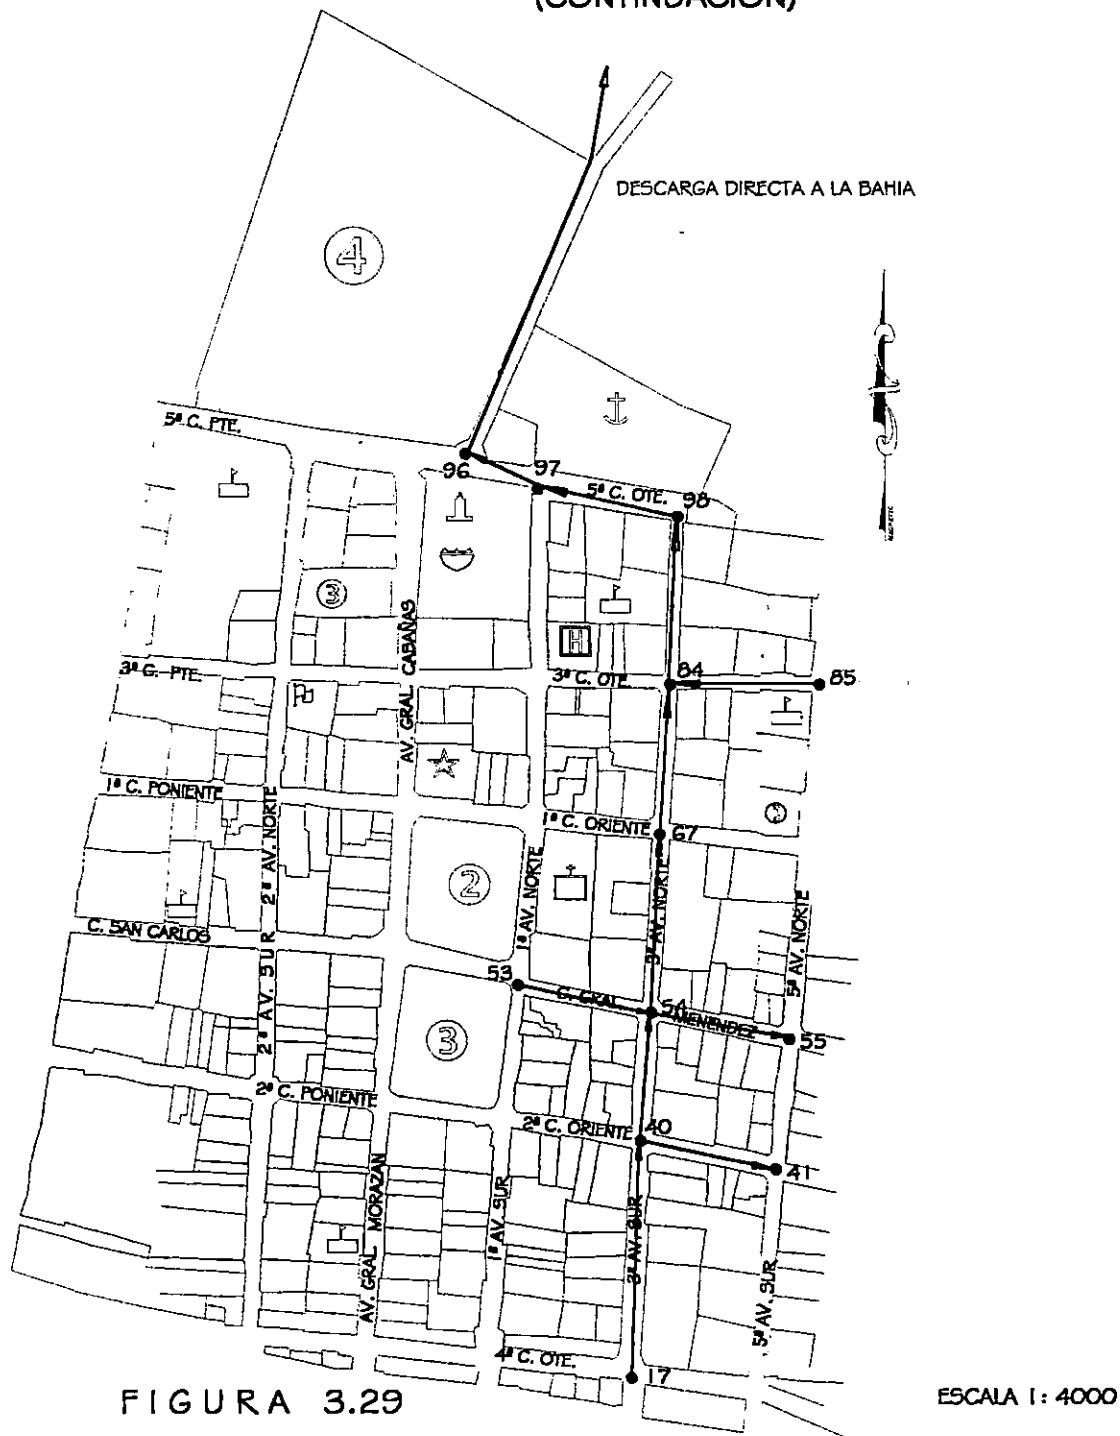 (CONTINUACION)
DESCARGA DIRECTA A LA BAHIA
4
5ª C. PTE.
96
97
5ª C. OTE.
98
3
AV. GRAL CABAÑAS
3ª C. PTE.
3ª C. OTE.
84
85
1ª C. PONIENTE
2ª AV. NORTE
1ª C. ORIENTE
67
2
1ª AV. NORTE
3ª AV. NORTE
5ª AV. NORTE
C. SAN CARLOS
2ª AV. SUR
53
C. GRAL
54
MENENDEZ
55
3
2ª C. PONIENTE
2ª C. ORIENTE
40
41
AV. GRAL MORAZAN
1ª AV. SUR
3ª AV. SUR
5ª AV. SUR
4ª C. OTE.
17
FIGURA 3.29
ESCALA 1: 4000
H